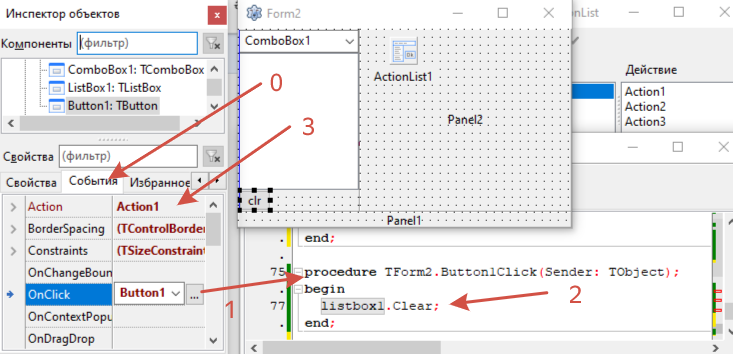 Инспектор объектов
Компоненты (фильтр)
ComboBox1: TComboBox
ListBox1: TListBox
Button1: TButton
Свойства (фильтр)
Свойства События Избранное
Action Action1
BorderSpacing (TControlBorder
Constraints (TSizeConstraint
OnChangeBoun
OnClick Button1 ...
OnContextPopu
OnDragDrop
0
3
1
2
Form2
ComboBox1
ActionList1
Panel2
clr
Panel1
nList
Действие
Action1
Action2
Action3
. end;
.
75 procedure TForm2.Button1Click(Sender: TObject);
. begin
77 listbox1.Clear;
. end;